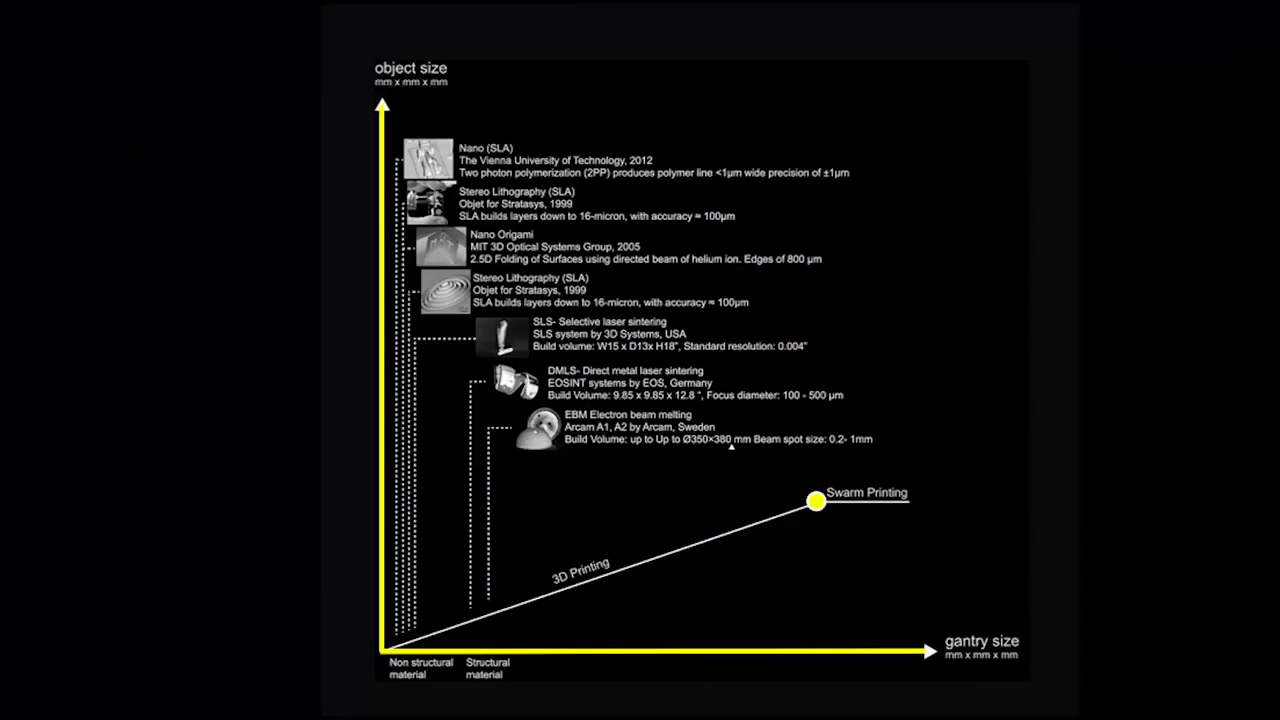 object size
mm x mm x mm
Nano (SLA)
The Vienna University of Technology, 2012
Two photon polymerization (2PP) produces polymer line <1µm wide precision of ±1µm
Stereo Lithography (SLA)
Objet for Stratasys, 1999
SLA builds layers down to 16-micron, with accuracy ≈ 100µm
Nano Origami
MIT 3D Optical Systems Group, 2005
2.5D Folding of Surfaces using directed beam of helium ion. Edges of 800 µm
Stereo Lithography (SLA)
Objet for Stratasys, 1999
SLA builds layers down to 16-micron, with accuracy ≈ 100µm
SLS- Selective laser sintering
SLS system by 3D Systems, USA
Build volume: W15 x D13x H18", Standard resolution: 0.004"
DMLS- Direct metal laser sintering
EOSINT systems by EOS, Germany
Build Volume: 9.85 x 9.85 x 12.8 ", Focus diameter: 100 - 500 µm
EBM Electron beam melting
Arcam A1, A2 by Arcam, Sweden
Build Volume: up to Up to Ø350×380 mm Beam spot size: 0.2- 1mm
Swarm Printing
3D Printing
gantry size
mm x mm x mm
Non structural
material
Structural
material